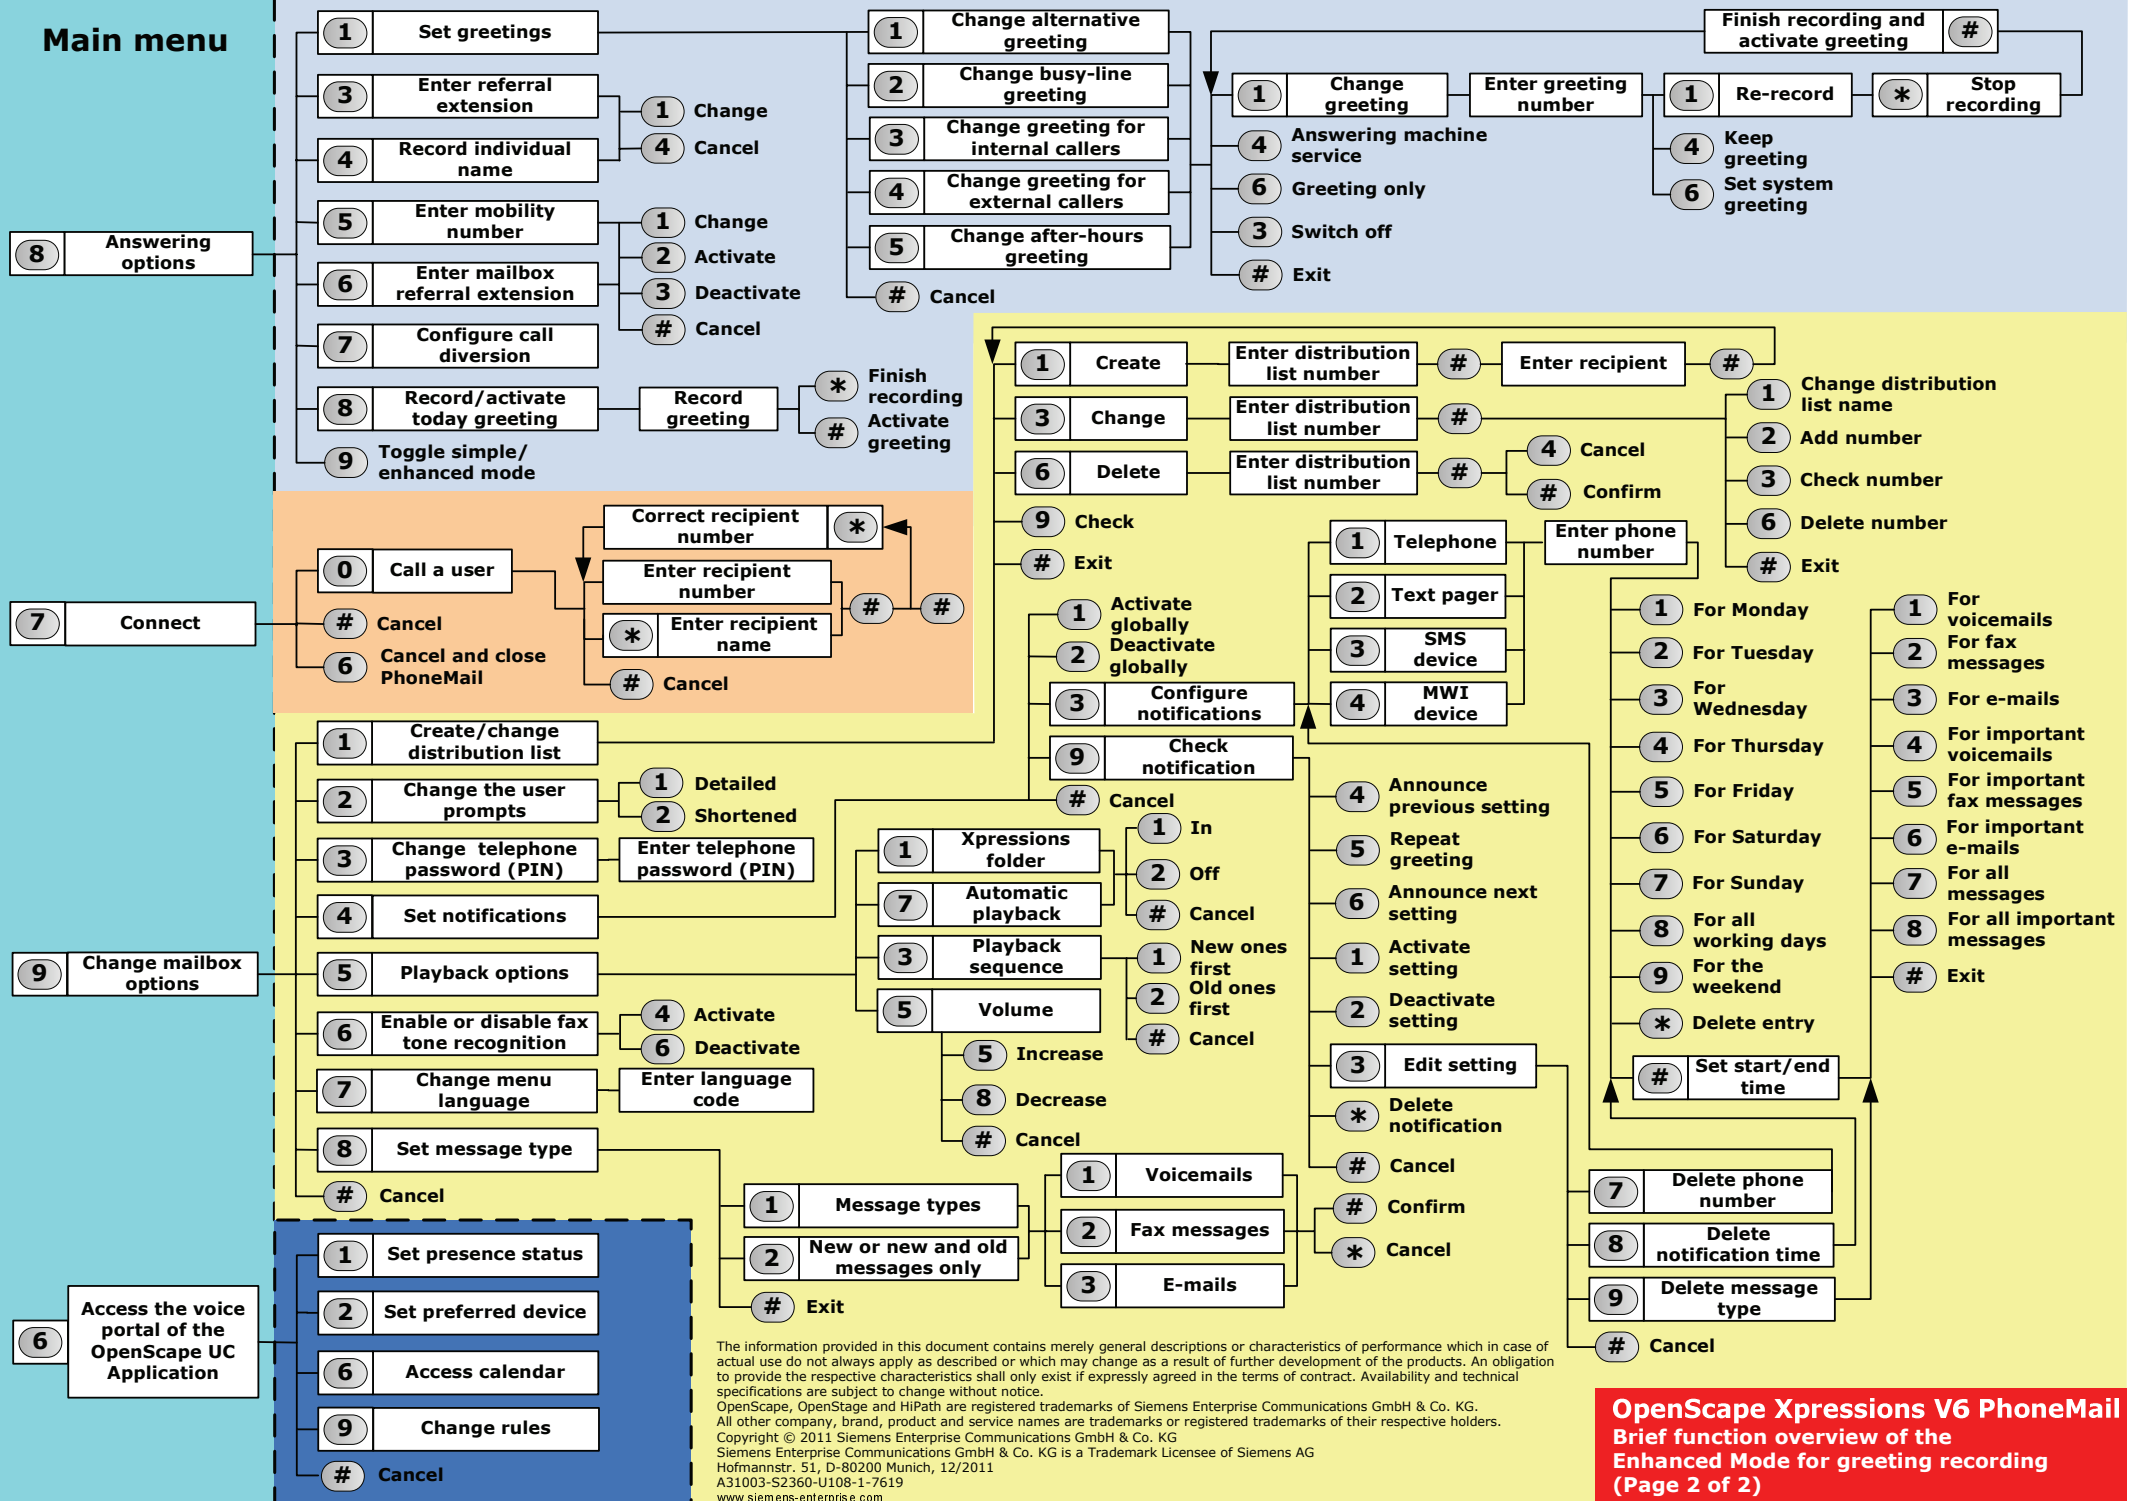 Main menu
8
Answering
options
1
Set greetings
3
Enter referral
extension
4
Record individual
name
1
Change
4
Cancel
5
Enter mobility
number
6
Enter mailbox
referral extension
1
Change
2
Activate
3
Deactivate
#
Cancel
7
Configure call
diversion
8
Record/activate
today greeting
Record
greeting
*
Finish
recording
#
Activate
greeting
9
Toggle simple/
enhanced mode
1
Change alternative
greeting
2
Change busy-line
greeting
3
Change greeting for
internal callers
4
Change greeting for
external callers
5
Change after-hours
greeting
#
Cancel
Finish recording and
activate greeting
#
1
Change
greeting
Enter greeting
number
1
Re-record
*
Stop
recording
4
Keep
greeting
6
Set system
greeting
4
Answering machine
service
6
Greeting only
3
Switch off
#
Exit
7
Connect
0
Call a user
#
Cancel
6
Cancel and close
PhoneMail
Correct recipient
number
*
Enter recipient
number
*
Enter recipient
name
#
#
#
Cancel
9
Change mailbox
options
1
Create/change
distribution list
2
Change the user
prompts
1
Detailed
2
Shortened
3
Change telephone
password (PIN)
Enter telephone
password (PIN)
4
Set notifications
5
Playback options
6
Enable or disable fax
tone recognition
4
Activate
6
Deactivate
7
Change menu
language
Enter language
code
8
Set message type
#
Cancel
1
Create
Enter distribution
list number
#
Enter recipient
#
3
Change
Enter distribution
list number
#
1
Change distribution
list name
2
Add number
3
Check number
6
Delete number
#
Exit
6
Delete
Enter distribution
list number
#
4
Cancel
#
Confirm
9
Check
#
Exit
1
Activate
globally
2
Deactivate
globally
3
Configure
notifications
9
Check
notification
#
Cancel
1
Telephone
2
Text pager
3
SMS
device
4
MWI
device
Enter phone
number
1
For Monday
2
For Tuesday
3
For
Wednesday
4
For Thursday
5
For Friday
6
For Saturday
7
For Sunday
8
For all
working days
9
For the
weekend
*
Delete entry
#
Set start/end
time
1
For
voicemails
2
For fax
messages
3
For e-mails
4
For important
voicemails
5
For important
fax messages
6
For important
e-mails
7
For all
messages
8
For all important
messages
#
Exit
4
Announce
previous setting
5
Repeat
greeting
6
Announce next
setting
1
Activate
setting
2
Deactivate
setting
3
Edit setting
*
Delete
notification
#
Cancel
7
Delete phone
number
8
Delete
notification time
9
Delete message
type
#
Cancel
1
Xpressions
folder
7
Automatic
playback
1
In
2
Off
#
Cancel
3
Playback
sequence
1
New ones
first
2
Old ones
first
#
Cancel
5
Volume
5
Increase
8
Decrease
#
Cancel
1
Message types
2
New or new and old
messages only
#
Exit
1
Voicemails
2
Fax messages
3
E-mails
#
Confirm
*
Cancel
6
Access the voice
portal of the
OpenScape UC
Application
1
Set presence status
2
Set preferred device
6
Access calendar
9
Change rules
#
Cancel
The information provided in this document contains merely general descriptions or characteristics of performance which in case of
actual use do not always apply as described or which may change as a result of further development of the products. An obligation
to provide the respective characteristics shall only exist if expressly agreed in the terms of contract. Availability and technical
specifications are subject to change without notice.
OpenScape, OpenStage and HiPath are registered trademarks of Siemens Enterprise Communications GmbH & Co. KG.
All other company, brand, product and service names are trademarks or registered trademarks of their respective holders.
Copyright © 2011 Siemens Enterprise Communications GmbH & Co. KG
Siemens Enterprise Communications GmbH & Co. KG is a Trademark Licensee of Siemens AG
Hofmannstr. 51, D-80200 Munich, 12/2011
A31003-S2360-U108-1-7619
www.siemens-enterprise.com
OpenScape Xpressions V6 PhoneMail
Brief function overview of the
Enhanced Mode for greeting recording
(Page 2 of 2)